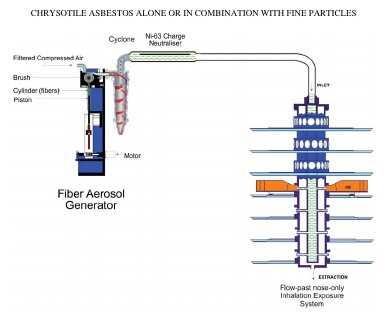 CHRYSOTILE ASBESTOS ALONE OR IN COMBINATION WITH FINE PARTICLES
Cyclone
Ni-63 Charge
Neutraliser
Filtered Compressed Air
Brush
Cylinder (fibers)
Piston
Motor
Fiber Aerosol
Generator
INLET
EXTRACTION
Flow-past nose-only
Inhalation Exposure
System